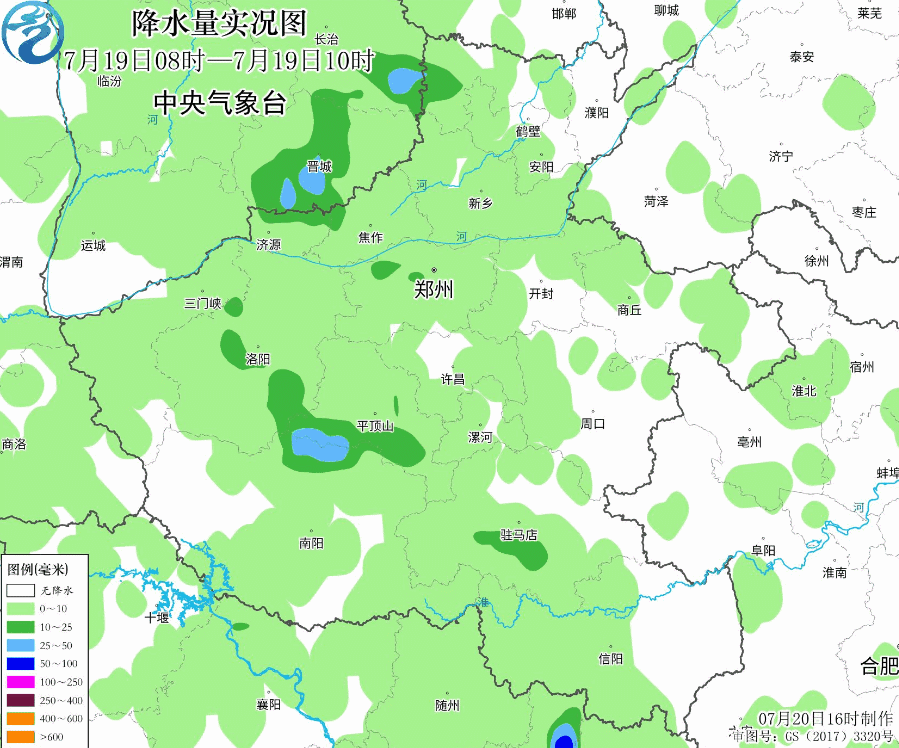 降水量实况图
7月19日08时—7月19日10时
中央气象台
邯郸
聊城
莱芜
长治
泰安
临汾
濮阳
河
鹤壁
安阳
济宁
晋城
河
新乡
菏泽
枣庄
河
焦作
济源
运城
渭南
徐州
郑州
开封
三门峡
商丘
洛阳
宿州
许昌
淮北
平顶山
周口
漯河
亳州
商洛
蚌埠
河
驻马店
南阳
阜阳
淮南
图例(毫米)
无降水
0～10
10～25
25～50
50～100
100～250
250～400
400～600
>600
十堰
淮
信阳
合肥
襄阳
随州
07月20日16时制作
审图号: GS (2017) 3320号